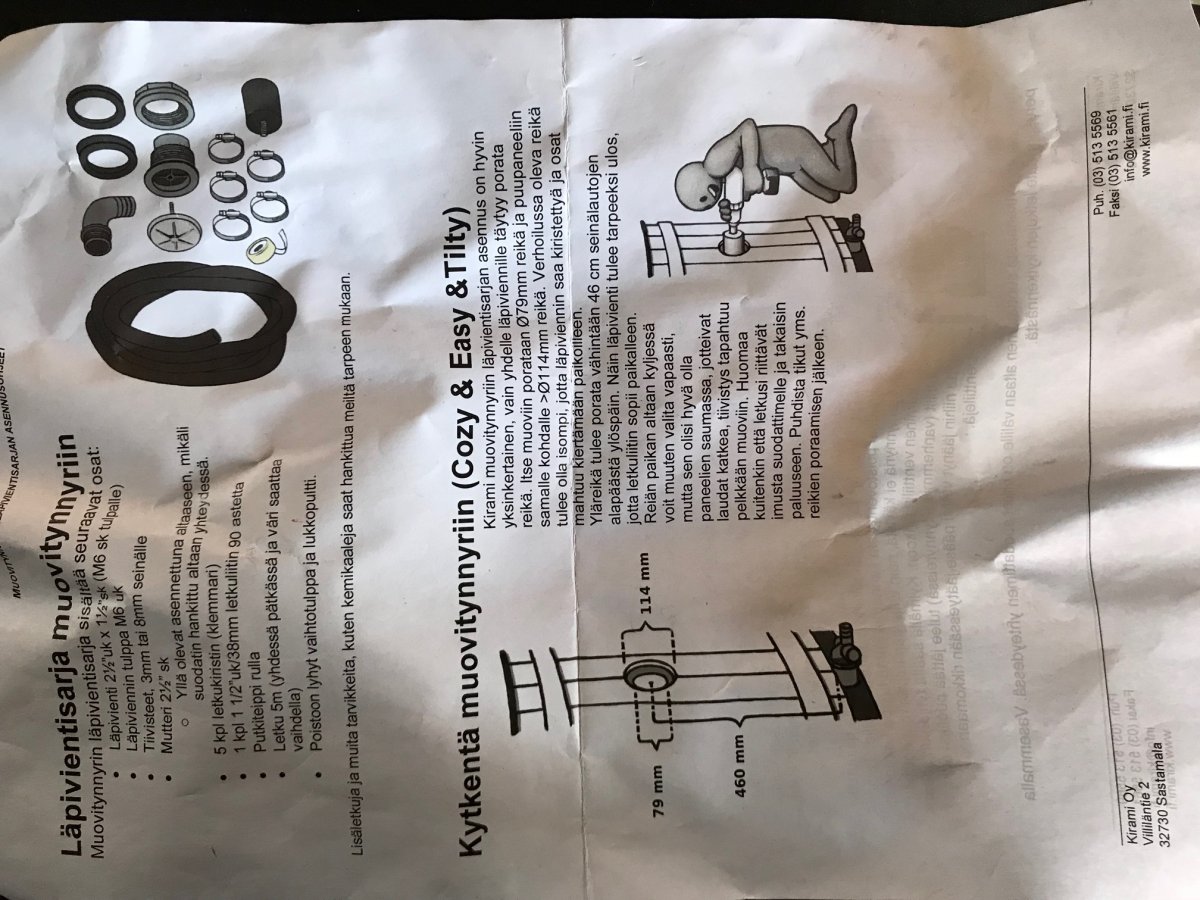 MUOVITYNNYRIN LÄPIVIENTISARJAN ASENNUSOHJEET
Läpivientisarja muovitynnyriin
Muovitynnyrin läpivientisarja sisältää seuraavat osat:
• Läpivienti 2½"uk x 1½"sk (M6 sk tulpalle)
• Läpiviennin tulppa M6 uk
• Tiivisteet, 3mm tai 8mm seinälle
• Mutteri 2½" sk
○ Yllä olevat asennettuna altaaseen, mikäli
suodatin hankittu altaan yhteydessä.
• 5 kpl letkukiristin (klemmari)
• 1 kpl 1 1/2"uk/38mm letkuliitin 90 astetta
• Putkiteippi rulla
• Letku 5m (yhdessä pätkässä ja väri saattaa
vaihdella)
• Poistoon lyhyt vaihtotulppa ja lukkopultti.
Lisäletkuja ja muita tarvikkeita, kuten kemikaaleja saat hankittua meiltä tarpeen mukaan.
Kytkentä muovitynnyriin (Cozy & Easy &Tilty)
Kirami muovitynnyriin läpivientisarjan asennus on hyvin
yksinkertainen, vain yhdelle läpiviennille täytyy porata
reikä. Itse muoviin porataan Ø79mm reikä ja puupaneeliin
samalle kohdalle >Ø114mm reikä. Verhoilussa oleva reikä
tulee olla isompi, jotta läpiviennin saa kiristettyä ja osat
mahtuu kiertämään paikoilleen.
Yläreikä tulee porata vähintään 46 cm seinälautojen
alapäästä ylöspäin. Näin läpivienti tulee tarpeeksi ulos,
jotta letkuliitin sopii paikalleen.
Reiän paikan altaan kyljessä
voit muuten valita vapaasti,
mutta sen olisi hyvä olla
paneelien saumassa, jotteivat
laudat katkea, tiivistys tapahtuu
pelkkään muoviin. Huomaa
kuitenkin että letkusi riittävät
imusta suodattimelle ja takaisin
paluuseen. Puhdista tikut yms.
reikien poraamisen jälkeen.
79 mm
114 mm
460 mm
Kirami Oy
Villiläntie 2
32730 Sastamala
Puh. (03) 513 5569
Faksi (03) 513 5561
info@kirami.fi
www.kirami.fi